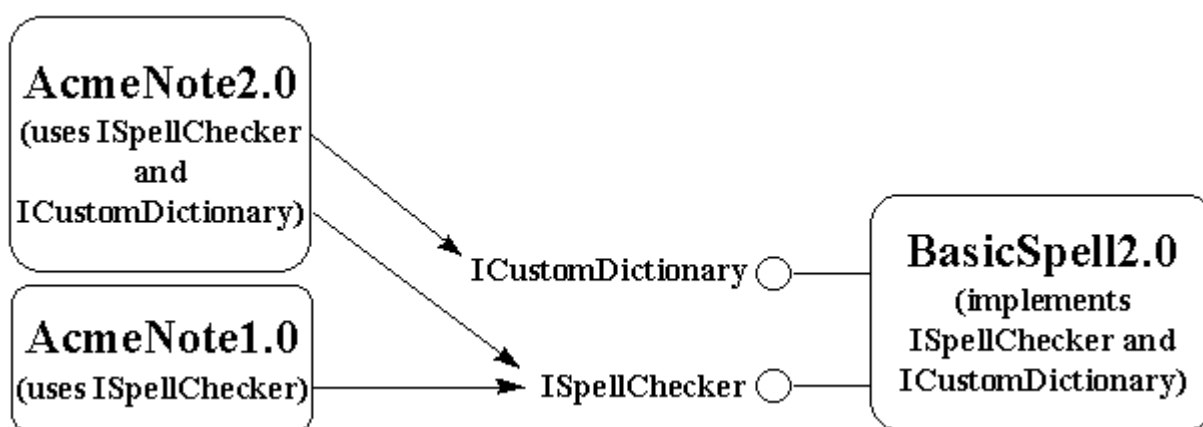 AcmeNote2.0
(uses ISpellChecker
and
ICustomDictionary)
AcmeNote1.0
(uses ISpellChecker)
ICustomDictionary
ISpellChecker
BasicSpell2.0
(implements
ISpellChecker and
ICustomDictionary)